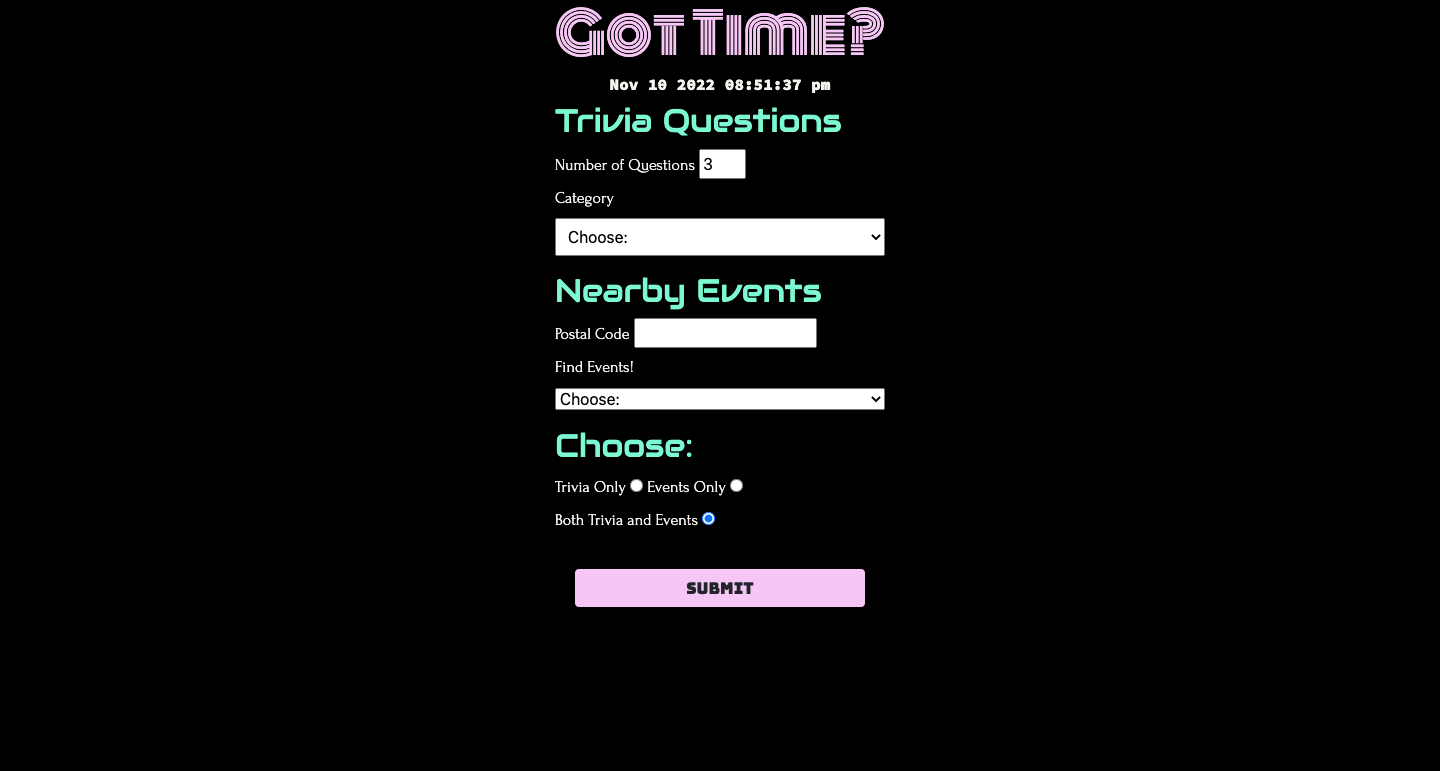 Got Time?
Nov 10 2022 08:51:37 pm
Trivia Questions
Number of Questions 3
Category
Choose:
Nearby Events
Postal Code
Find Events!
Choose:
Choose:
Trivia Only Events Only
Both Trivia and Events
SUBMIT